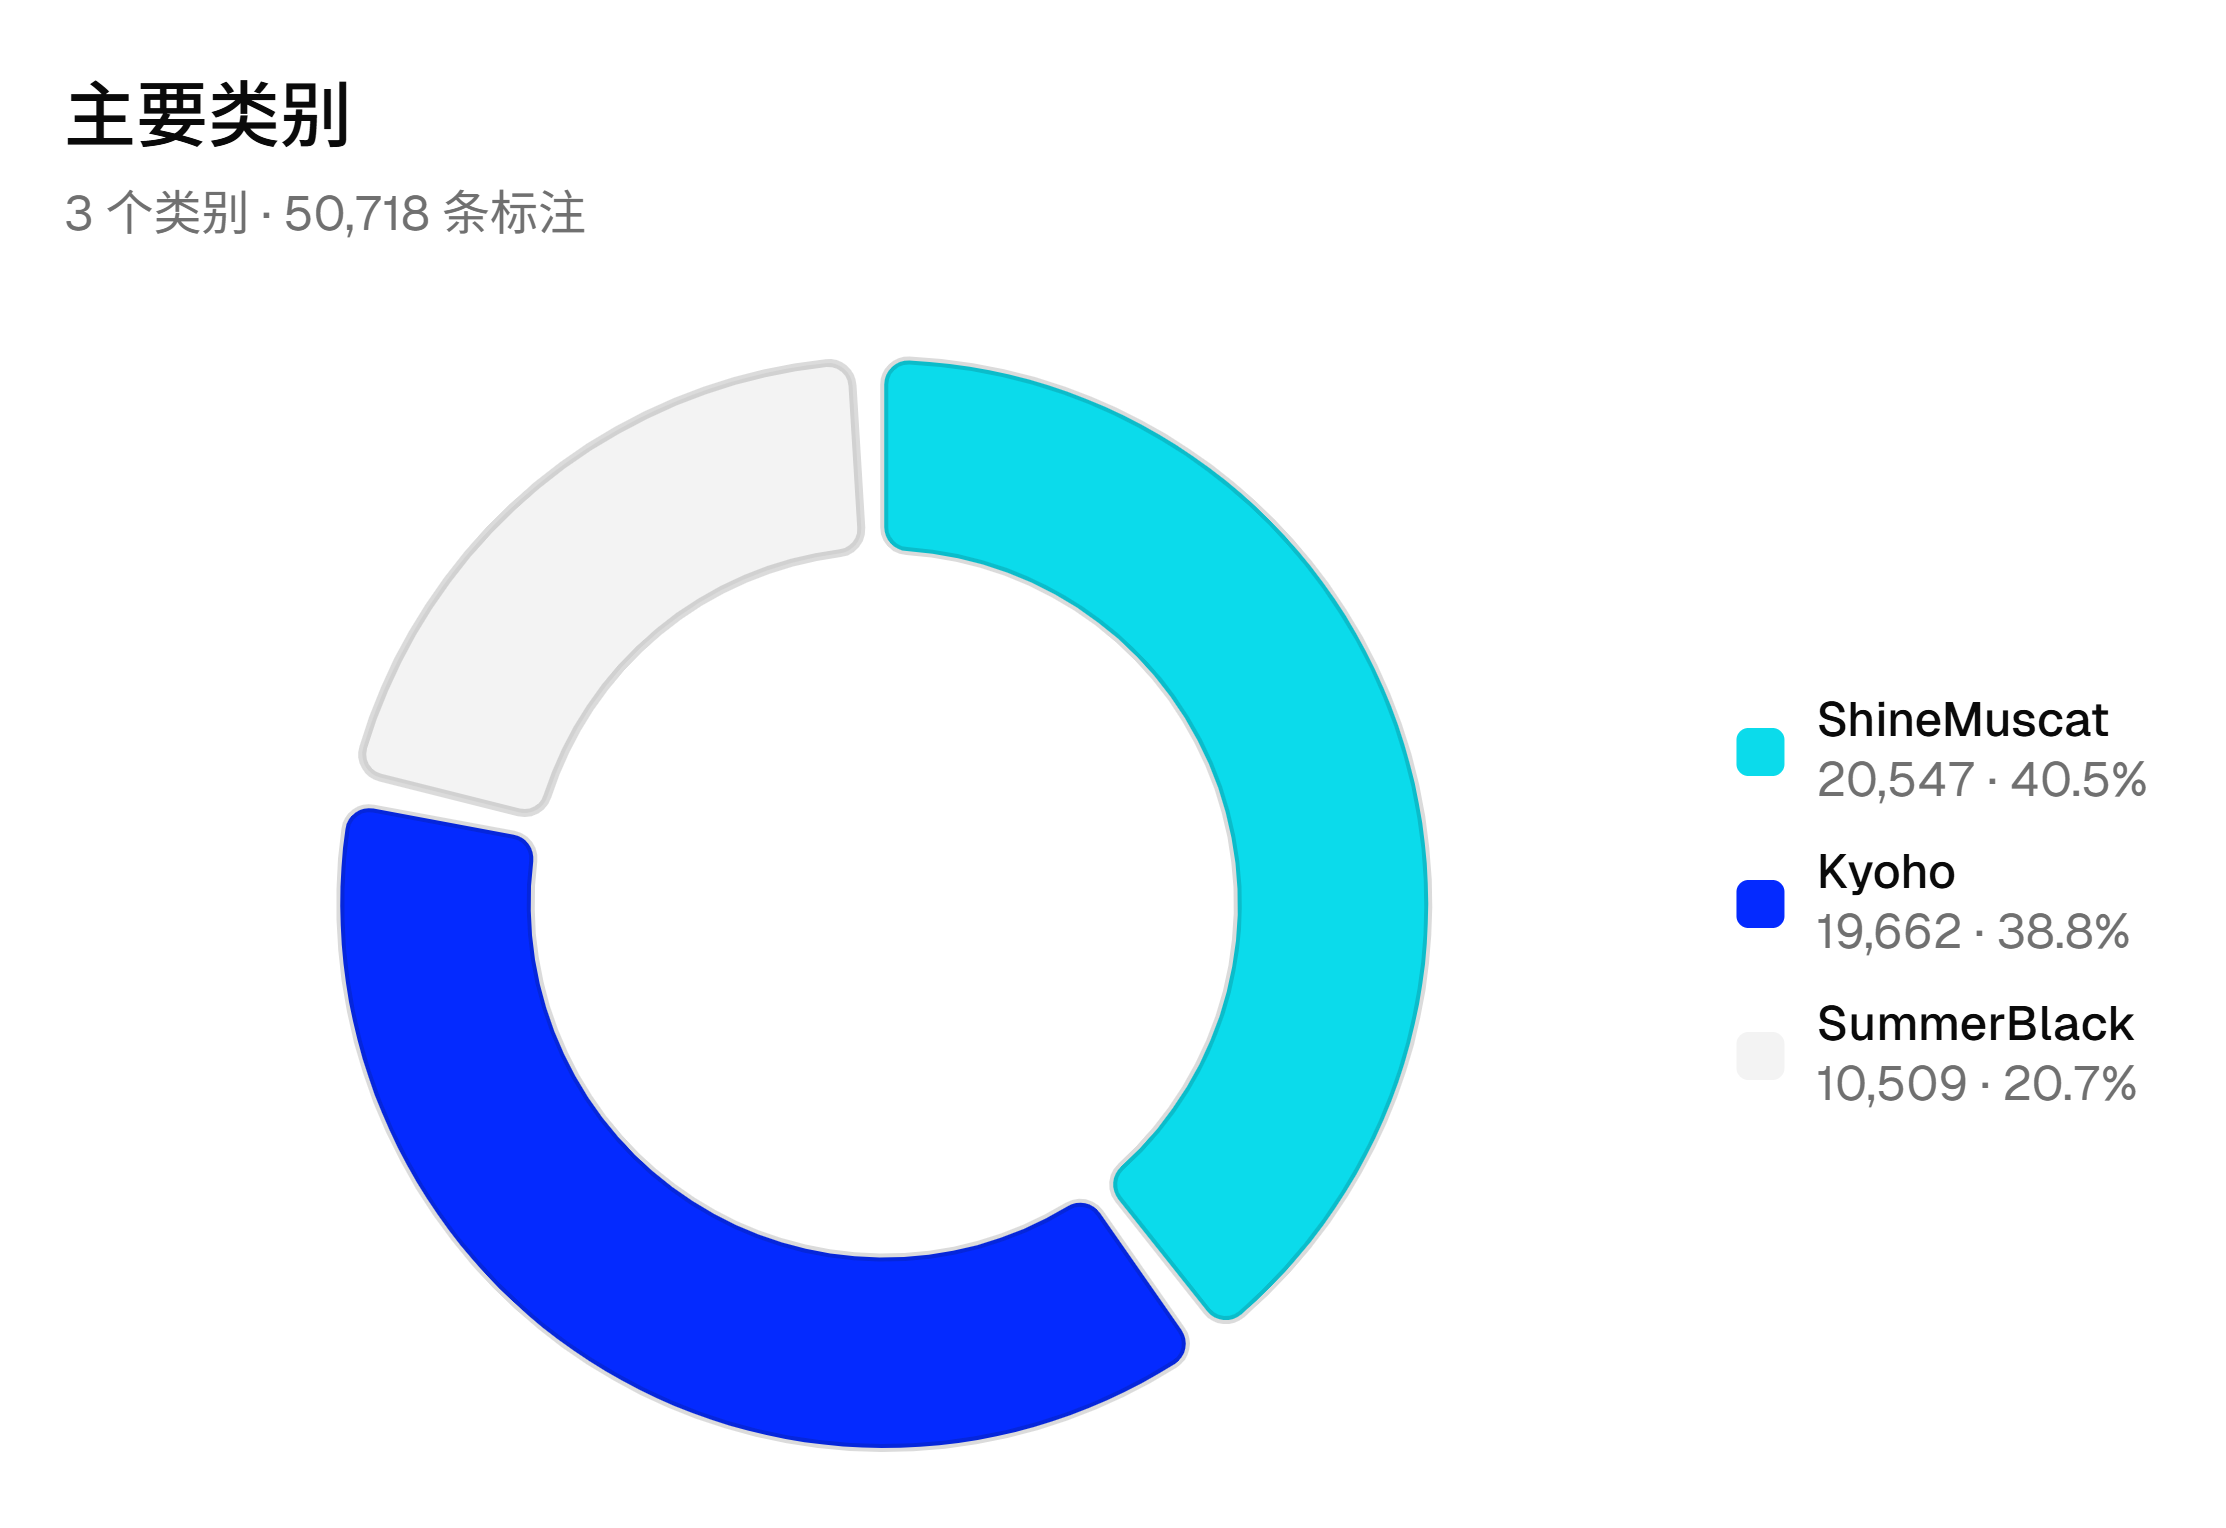 主要类别
3 个类别 · 50,718 条标注
ShineMuscat
20,547 · 40.5%
Kyoho
19,662 · 38.8%
SummerBlack
10,509 · 20.7%